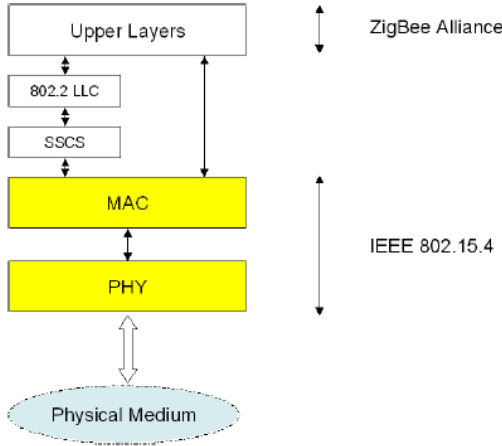 Upper Layers
ZigBee Alliance
802.2 LLC
SSCS
MAC
IEEE 802.15.4
PHY
Physical Medium